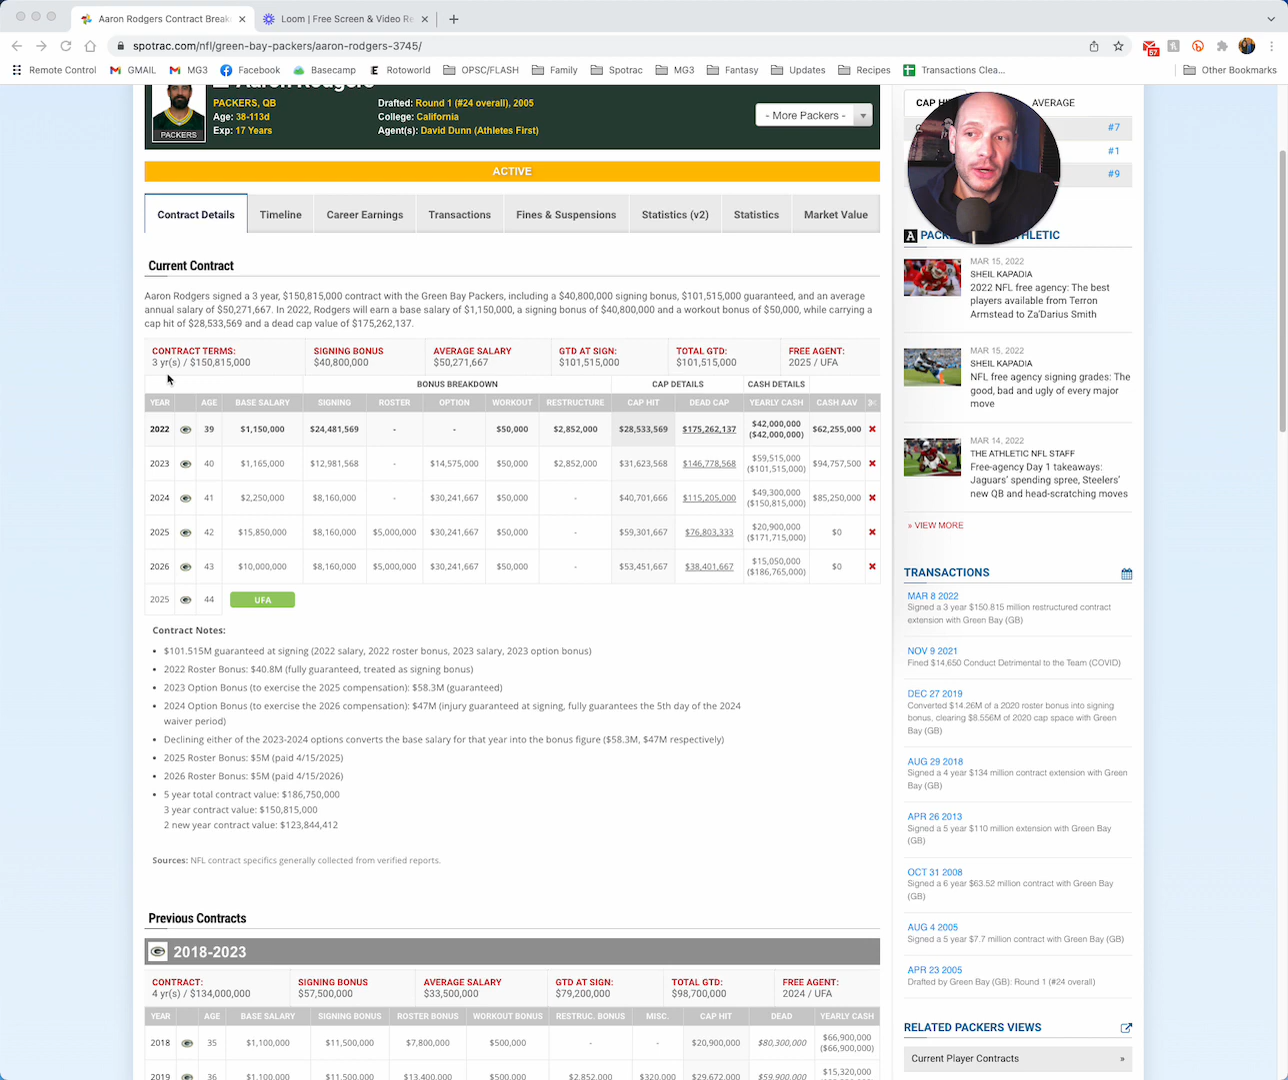 Aaron Rodgers Contract Break
Loom | Free Screen & Video Re
spotrac.com/nfl/green-bay-packers/aaron-rodgers-3745/
57
Remote Control GMAIL MG3 Facebook Basecamp Rotoworld OPSC/FLASH Family Spotrac MG3 Fantasy Updates Recipes Transactions Clea... Other Bookmarks
Aaron Rodgers
PACKERS, QB
Age: 38-113d
Exp: 17 Years
Drafted: Round 1 (#24 overall), 2005
College: California
Agent(s): David Dunn (Athletes First)
PACKERS
- More Packers -
ACTIVE
Contract Details Timeline Career Earnings Transactions Fines & Suspensions Statistics (v2) Statistics Market Value
Current Contract
Aaron Rodgers signed a 3 year, $150,815,000 contract with the Green Bay Packers, including a $40,800,000 signing bonus, $101,515,000 guaranteed, and an average
annual salary of $50,271,667. In 2022, Rodgers will earn a base salary of $1,150,000, a signing bonus of $40,800,000 and a workout bonus of $50,000, while carrying a
cap hit of $28,533,569 and a dead cap value of $175,262,137.
CONTRACT TERMS: SIGNING BONUS AVERAGE SALARY GTD AT SIGN: TOTAL GTD: FREE AGENT:
3 yr(s) / $150,815,000 $40,800,000 $50,271,667 $101,515,000 $101,515,000 2025 / UFA
BONUS BREAKDOWN CAP DETAILS CASH DETAILS
YEAR AGE BASE SALARY SIGNING ROSTER OPTION WORKOUT RESTRUCTURE CAP HIT DEAD CAP YEARLY CASH CASH AAV
2022 39 $1,150,000 $24,481,569 - - $50,000 $2,852,000 $28,533,569 $175,262,137 $42,000,000 ($42,000,000) $62,255,000
2023 40 $1,165,000 $12,981,568 - $14,575,000 $50,000 $2,852,000 $31,623,568 $146,778,568 $59,515,000 ($101,515,000) $94,757,500
2024 41 $2,250,000 $8,160,000 - $30,241,667 $50,000 - $40,701,666 $115,205,000 $49,300,000 ($150,815,000) $85,250,000
2025 42 $15,850,000 $8,160,000 $5,000,000 $30,241,667 $50,000 - $59,301,667 $76,803,333 $20,900,000 ($171,715,000) $0
2026 43 $10,000,000 $8,160,000 $5,000,000 $30,241,667 $50,000 - $53,451,667 $38,401,667 $15,050,000 ($186,765,000) $0
2025 44 UFA
Contract Notes:
• $101.515M guaranteed at signing (2022 salary, 2022 roster bonus, 2023 salary, 2023 option bonus)
• 2022 Roster Bonus: $40.8M (fully guaranteed, treated as signing bonus)
• 2023 Option Bonus (to exercise the 2025 compensation): $58.3M (guaranteed)
• 2024 Option Bonus (to exercise the 2026 compensation): $47M (injury guaranteed at signing, fully guarantees the 5th day of the 2024
waiver period)
• Declining either of the 2023-2024 options converts the base salary for that year into the bonus figure ($58.3M, $47M respectively)
• 2025 Roster Bonus: $5M (paid 4/15/2025)
• 2026 Roster Bonus: $5M (paid 4/15/2026)
• 5 year total contract value: $186,750,000
3 year contract value: $150,815,000
2 new year contract value: $123,844,412
Sources: NFL contract specifics generally collected from verified reports.
Previous Contracts
2018-2023
CONTRACT: SIGNING BONUS AVERAGE SALARY GTD AT SIGN: TOTAL GTD: FREE AGENT:
4 yr(s) / $134,000,000 $57,500,000 $33,500,000 $79,200,000 $98,700,000 2024 / UFA
YEAR AGE BASE SALARY SIGNING BONUS ROSTER BONUS WORKOUT BONUS RESTRUC. BONUS MISC. CAP HIT DEAD YEARLY CASH
2018 35 $1,100,000 $11,500,000 $7,800,000 $500,000 - - $20,900,000 $80,300,000 $66,900,000 ($66,900,000)
2019 36 $1,100,000 $11,500,000 $13,400,000 $500,000 $2,852,000 $320,000 $29,672,000 $59,900,000 $15,320,000
CAP H AVERAGE
#7
#1
#9
A PACK ATHLETIC
MAR 15, 2022
SHEIL KAPADIA
2022 NFL free agency: The best
players available from Terron
Armstead to Za'Darius Smith
MAR 15, 2022
SHEIL KAPADIA
NFL free agency signing grades: The
good, bad and ugly of every major
move
MAR 14, 2022
THE ATHLETIC NFL STAFF
Free-agency Day 1 takeaways:
Jaguars' spending spree, Steelers'
new QB and head-scratching moves
» VIEW MORE
TRANSACTIONS
MAR 8 2022
Signed a 3 year $150.815 million restructured contract
extension with Green Bay (GB)
NOV 9 2021
Fined $14,650 Conduct Detrimental to the Team (COVID)
DEC 27 2019
Converted $14.26M of a 2020 roster bonus into signing
bonus, clearing $8.556M of 2020 cap space with Green
Bay (GB)
AUG 29 2018
Signed a 4 year $134 million contract extension with Green
Bay (GB)
APR 26 2013
Signed a 5 year $110 million extension with Green Bay
(GB)
OCT 31 2008
Signed a 6 year $63.52 million contract with Green Bay
(GB)
AUG 4 2005
Signed a 5 year $7.7 million contract with Green Bay (GB)
APR 23 2005
Drafted by Green Bay (GB): Round 1 (#24 overall)
RELATED PACKERS VIEWS
Current Player Contracts »